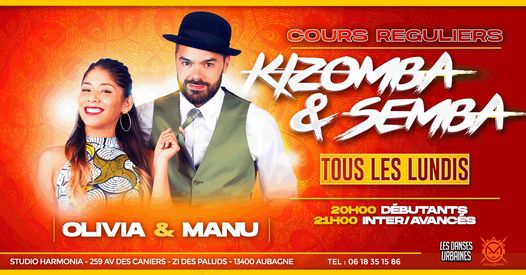 COURS REGULIERS
KIZOMBA
& SEMBA
TOUS LES LUNDIS
20H00 DÉBUTANTS
21H00 INTER/AVANCÉS
OLIVIA & MANU
STUDIO HARMONIA - 259 AV DES CANIERS - ZI DES PALUDS - 13400 AUBAGNE
TEL : 06 18 35 15 86
LES DANSES
URBAINES